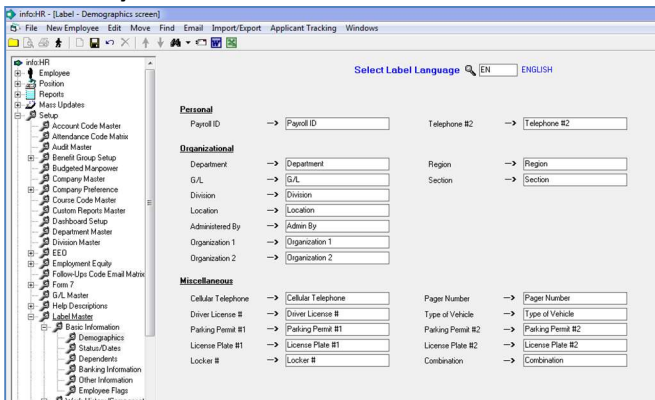 info:HR - [Label - Demographics screen]
File New Employee Edit Move Find Email Import/Export Applicant Tracking Windows
info:HR
Employee
Position
Reports
Mass Updates
Setup
Account Code Master
Attendance Code Matrix
Audit Master
Benefit Group Setup
Budgeted Manpower
Company Master
Company Preference
Course Code Master
Custom Reports Master
Dashboard Setup
Department Master
Division Master
EEO
Employment Equity
Follow-Ups Code Email Matrix
Form 7
G/L Master
Help Descriptions
Label Master
Basic Information
Demographics
Status/Dates
Dependents
Banking Information
Other Information
Employee Flags
Select Label Language EN ENGLISH
Personal
Payroll ID --> Payroll ID Telephone #2 --> Telephone #2
Organizational
Department --> Department Region --> Region
G/L --> G/L Section --> Section
Division --> Division
Location --> Location
Administered By --> Admin By
Organization 1 --> Organization 1
Organization 2 --> Organization 2
Miscellaneous
Cellular Telephone --> Cellular Telephone Pager Number --> Pager Number
Driver License # --> Driver License # Type of Vehicle --> Type of Vehicle
Parking Permit #1 --> Parking Permit #1 Parking Permit #2 --> Parking Permit #2
License Plate #1 --> License Plate #1 License Plate #2 --> License Plate #2
Locker # --> Locker # Combination --> Combination